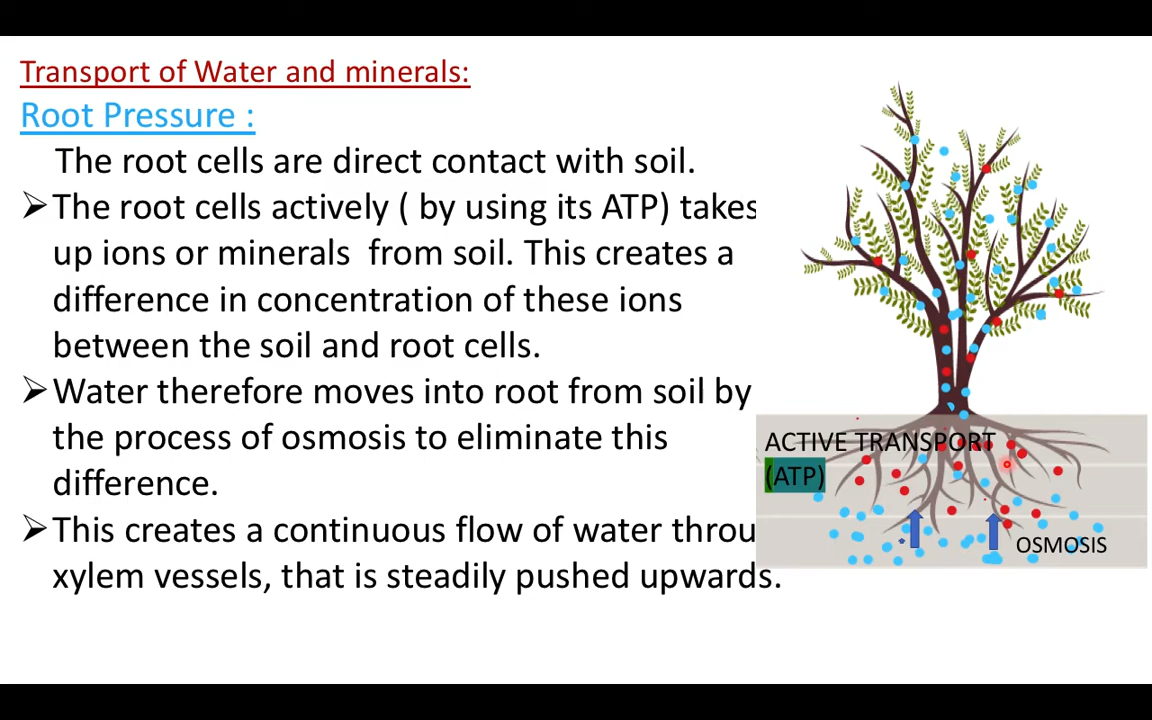 Transport of Water and minerals:
Root Pressure :
The root cells are direct contact with soil.
➢The root cells actively ( by using its ATP) takes
up ions or minerals from soil. This creates a
difference in concentration of these ions
between the soil and root cells.
➢Water therefore moves into root from soil by
the process of osmosis to eliminate this
difference.
➢This creates a continuous flow of water throu
xylem vessels, that is steadily pushed upwards.
ACTIVE TRANSPORT
(ATP)
OSMOSIS